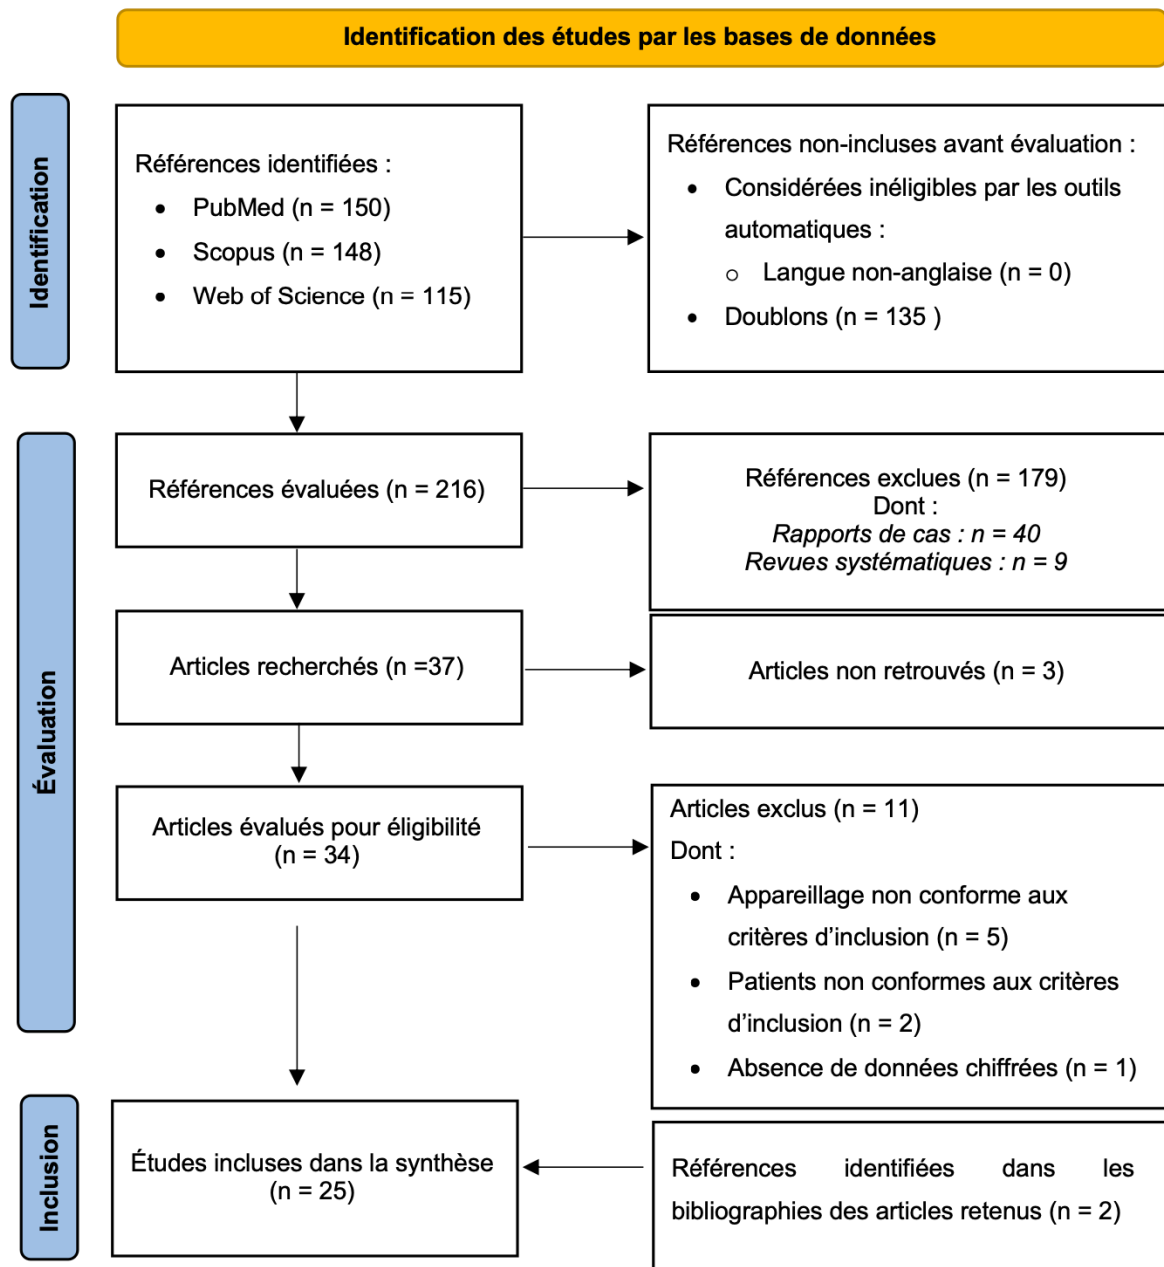 Identification des études par les bases de données
Identification
Références identifiées :
• PubMed (n = 150)
• Scopus (n = 148)
• Web of Science (n = 115)
Références non-incluses avant évaluation :
• Considérées inéligibles par les outils
automatiques :
o Langue non-anglaise (n = 0)
• Doublons (n = 135 )
Évaluation
Références évaluées (n = 216)
Références exclues (n = 179)
Dont :
Rapports de cas : n = 40
Revues systématiques : n = 9
Articles recherchés (n =37)
Articles non retrouvés (n = 3)
Articles évalués pour éligibilité
(n = 34)
Articles exclus (n = 11)
Dont :
• Appareillage non conforme aux
critères d’inclusion (n = 5)
• Patients non conformes aux critères
d’inclusion (n = 2)
• Absence de données chiffrées (n = 1)
Inclusion
Études incluses dans la synthèse
(n = 25)
Références identifiées dans les
bibliographies des articles retenus (n = 2)